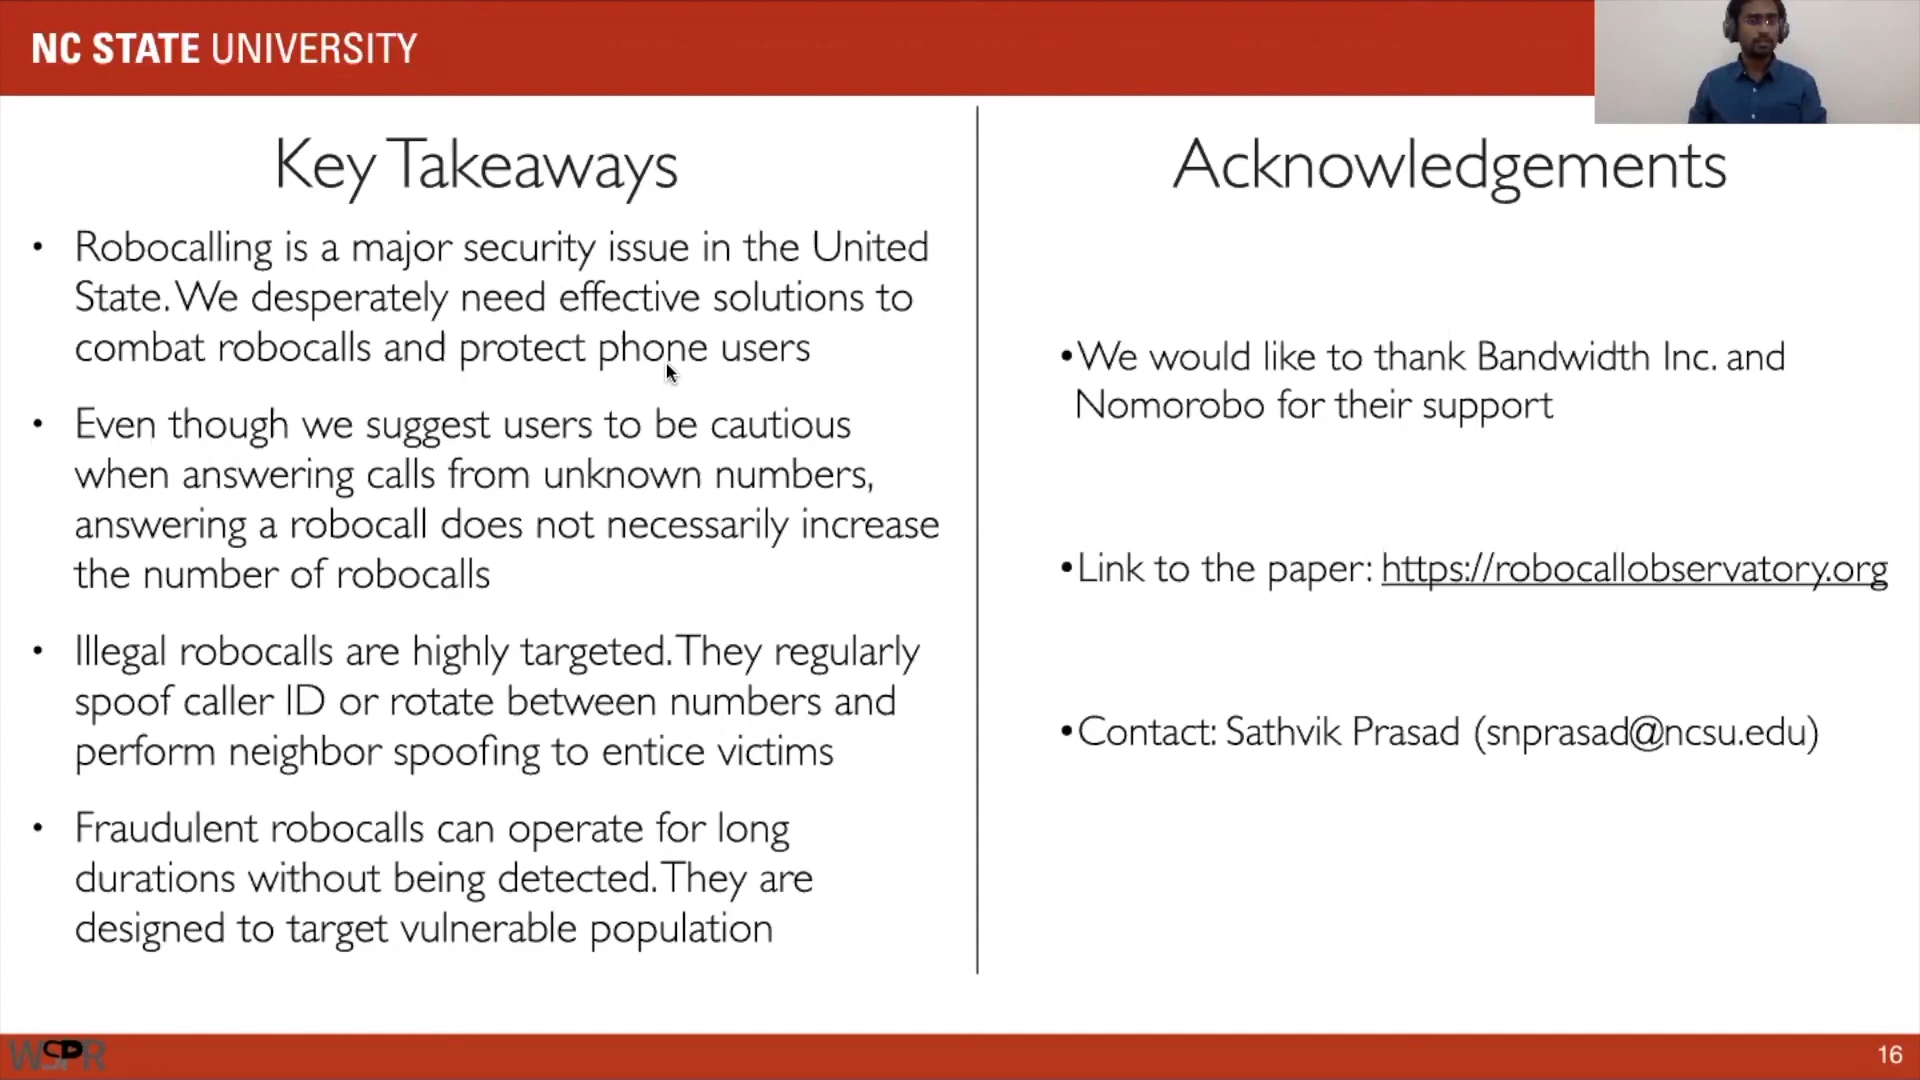 NC STATE UNIVERSITY
Key Takeaways
• Robocalling is a major security issue in the United
State. We desperately need effective solutions to
combat robocalls and protect phone users
• Even though we suggest users to be cautious
when answering calls from unknown numbers,
answering a robocall does not necessarily increase
the number of robocalls
• Illegal robocalls are highly targeted. They regularly
spoof caller ID or rotate between numbers and
perform neighbor spoofing to entice victims
• Fraudulent robocalls can operate for long
durations without being detected. They are
designed to target vulnerable population
Acknowledgements
•We would like to thank Bandwidth Inc. and
Nomorobo for their support
•Link to the paper: https://robocallobservatory.org
•Contact: Sathvik Prasad (snprasad@ncsu.edu)
WSPR
16